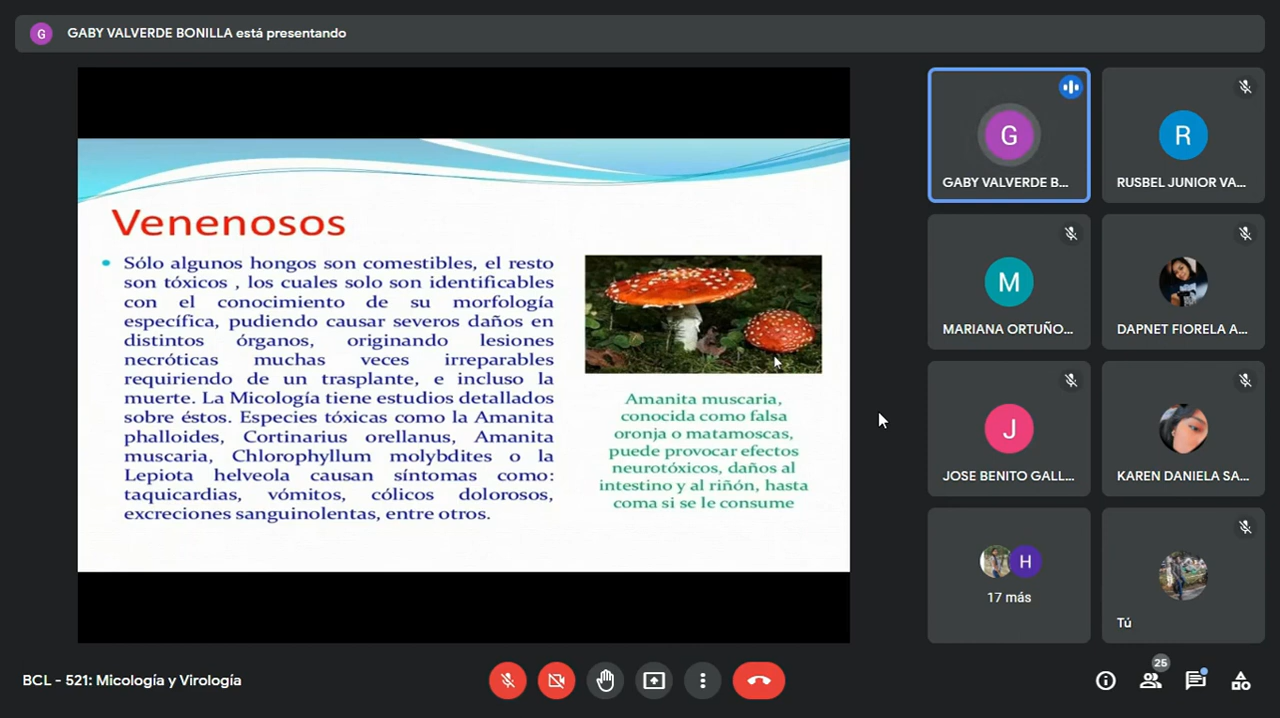 G
GABY VALVERDE BONILLA está presentando
Venenosos
Sólo algunos hongos son comestibles, el resto
son tóxicos , los cuales solo son identificables
con el conocimiento de su morfología
específica, pudiendo causar severos daños en
distintos órganos, originando lesiones
necróticas muchas veces irreparables
requiriendo de un trasplante, e incluso la
muerte. La Micología tiene estudios detallados
sobre éstos. Especies tóxicas como la Amanita
phalloides, Cortinarius orellanus, Amanita
muscaria, Chlorophyllum molybdites o la
Lepiota helveola causan síntomas como:
taquicardias, vómitos, cólicos dolorosos,
excreciones sanguinolentas, entre otros.
Amanita muscaria,
conocida como falsa
oronja o matamoscas,
puede provocar efectos
neurotóxicos, daños al
intestino y al riñón, hasta
coma si se le consume
G
GABY VALVERDE B...
R
RUSBEL JUNIOR VA...
M
MARIANA ORTUÑO...
DAPNET FIORELA A...
J
JOSE BENITO GALL...
KAREN DANIELA SA...
H
17 más
Tú
BCL - 521: Micología y Virología
25